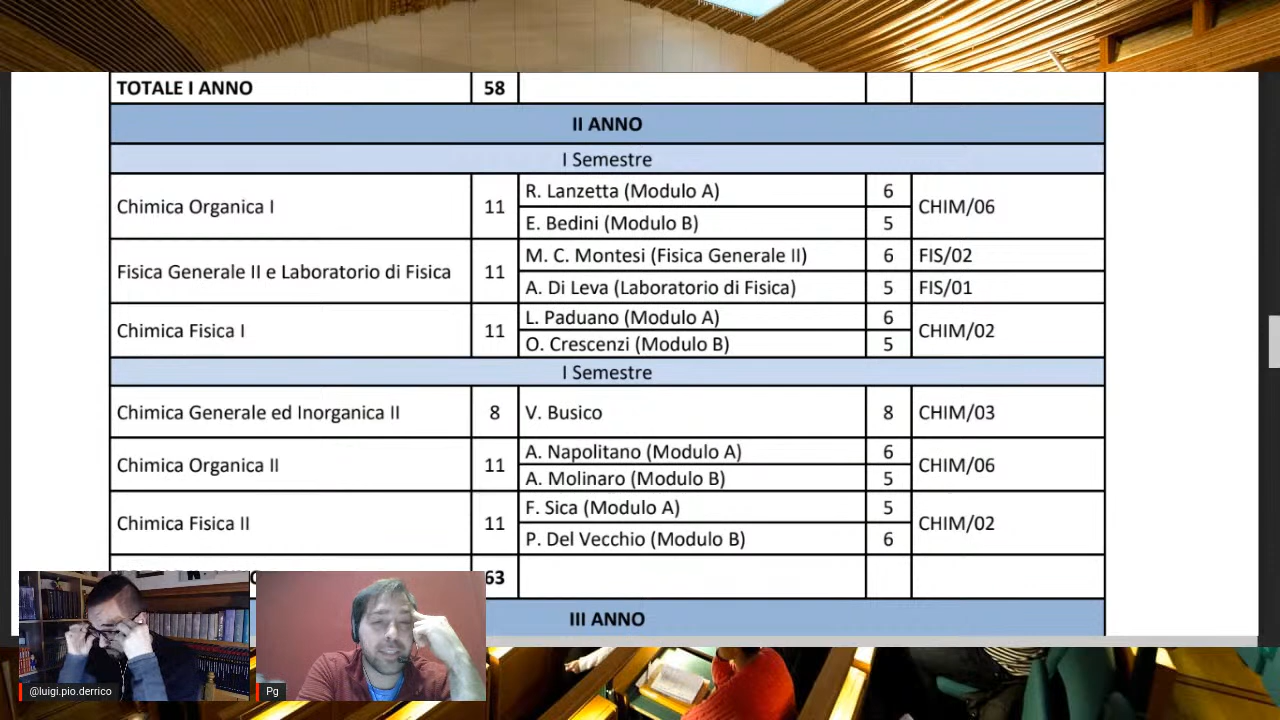 TOTALE I ANNO 58
II ANNO
I Semestre
Chimica Organica I 11 R. Lanzetta (Modulo A) 6 CHIM/06
E. Bedini (Modulo B) 5
Fisica Generale II e Laboratorio di Fisica 11 M. C. Montesi (Fisica Generale II) 6 FIS/02
A. Di Leva (Laboratorio di Fisica) 5 FIS/01
Chimica Fisica I 11 L. Paduano (Modulo A) 6 CHIM/02
O. Crescenzi (Modulo B) 5
I Semestre
Chimica Generale ed Inorganica II 8 V. Busico 8 CHIM/03
Chimica Organica II 11 A. Napolitano (Modulo A) 6 CHIM/06
A. Molinaro (Modulo B) 5
Chimica Fisica II 11 F. Sica (Modulo A) 5 CHIM/02
P. Del Vecchio (Modulo B) 6
63
III ANNO
@luigi.pio.derrico
Pg